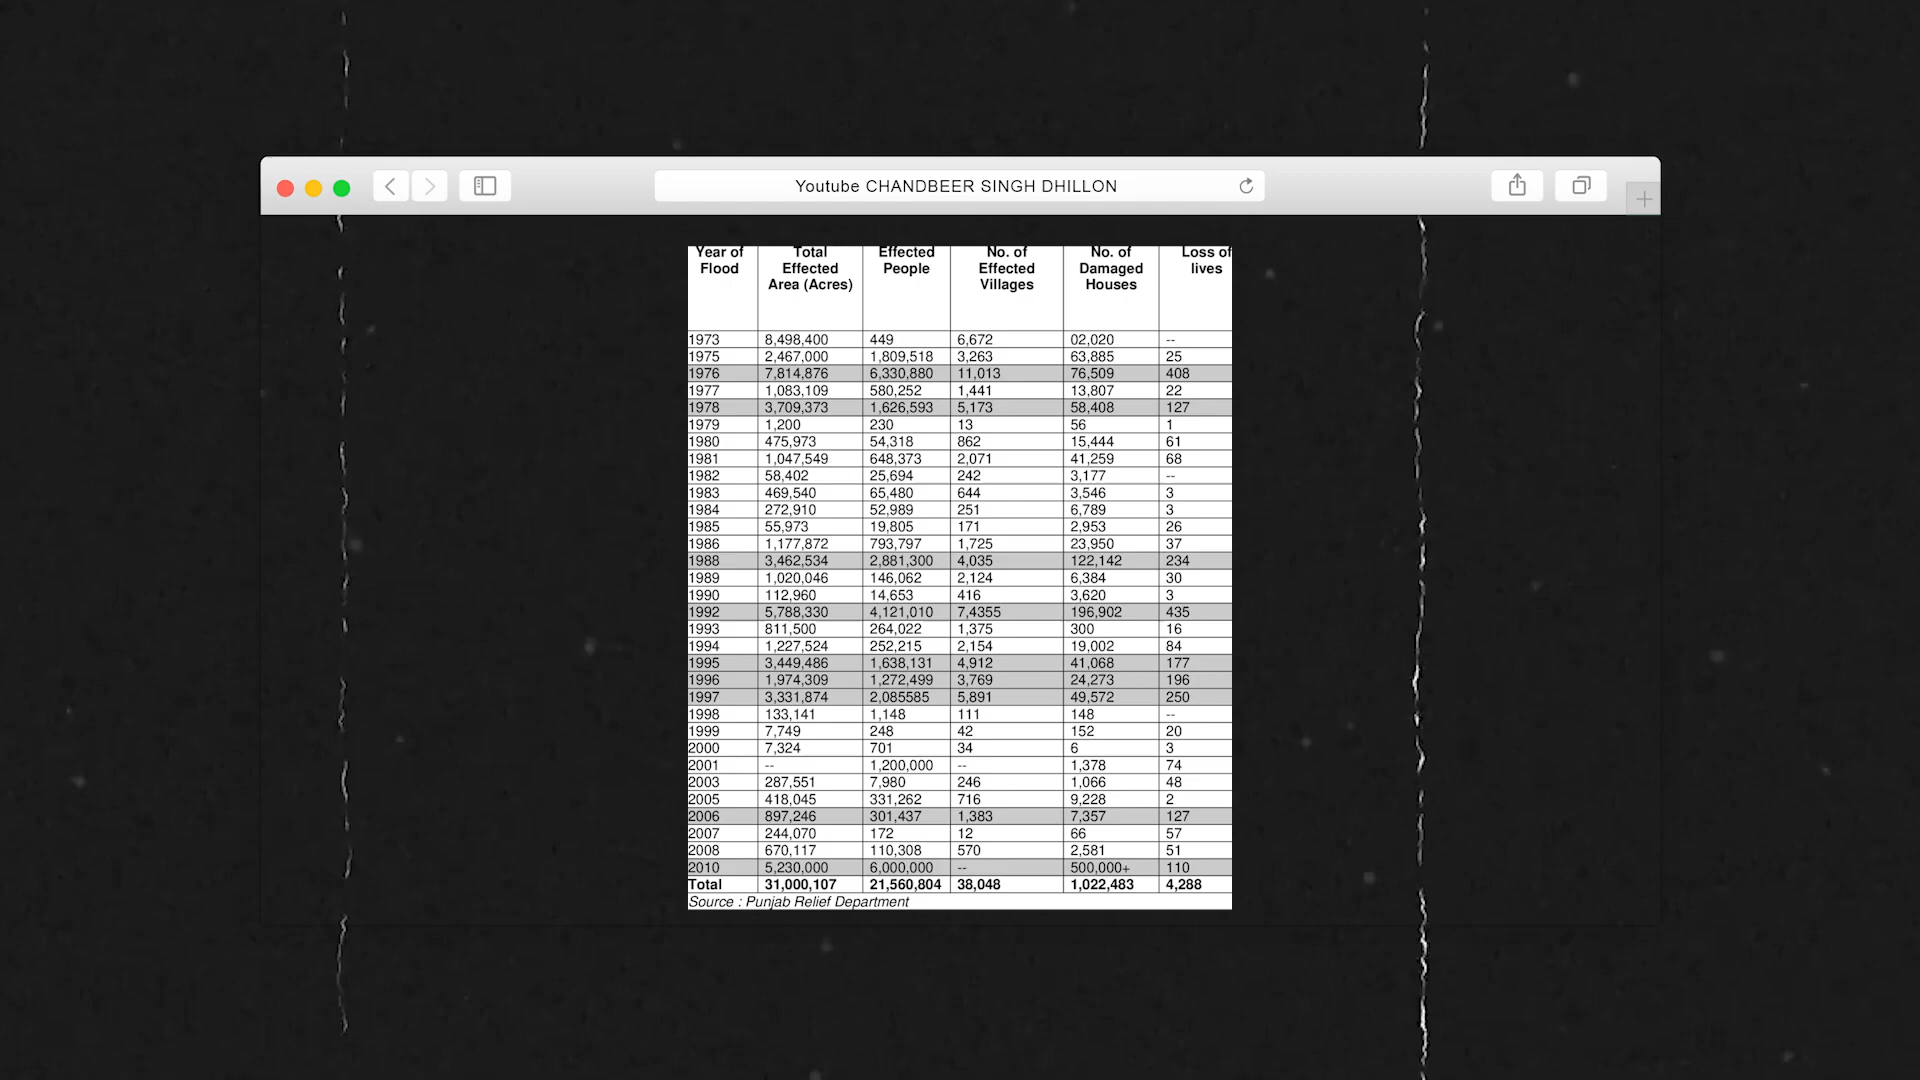 Youtube CHANDBEER SINGH DHILLON
Year of Flood Total Effected Area (Acres) Effected People No. of Effected Villages No. of Damaged Houses Loss of lives
1973 8,498,400 449 6,672 02,020 --
1975 2,467,000 1,809,518 3,263 63,885 25
1976 7,814,876 6,330,880 11,013 76,509 408
1977 1,083,109 580,252 1,441 13,807 22
1978 3,709,373 1,626,593 5,173 58,408 127
1979 1,200 230 13 56 1
1980 475,973 54,318 862 15,444 61
1981 1,047,549 648,373 2,071 41,259 68
1982 58,402 25,694 242 3,177 --
1983 469,540 65,480 644 3,546 3
1984 272,910 52,989 251 6,789 3
1985 55,973 19,805 171 2,953 26
1986 1,177,872 793,797 1,725 23,950 37
1988 3,462,534 2,881,300 4,035 122,142 234
1989 1,020,046 146,062 2,124 6,384 30
1990 112,960 14,653 416 3,620 3
1992 5,788,330 4,121,010 7,4355 196,902 435
1993 811,500 264,022 1,375 300 16
1994 1,227,524 252,215 2,154 19,002 84
1995 3,449,486 1,638,131 4,912 41,068 177
1996 1,974,309 1,272,499 3,769 24,273 196
1997 3,331,874 2,085585 5,891 49,572 250
1998 133,141 1,148 111 148 --
1999 7,749 248 42 152 20
2000 7,324 701 34 6 3
2001 -- 1,200,000 -- 1,378 74
2003 287,551 7,980 246 1,066 48
2005 418,045 331,262 716 9,228 2
2006 897,246 301,437 1,383 7,357 127
2007 244,070 172 12 66 57
2008 670,117 110,308 570 2,581 51
2010 5,230,000 6,000,000 -- 500,000+ 110
Total 31,000,107 21,560,804 38,048 1,022,483 4,288
Source : Punjab Relief Department